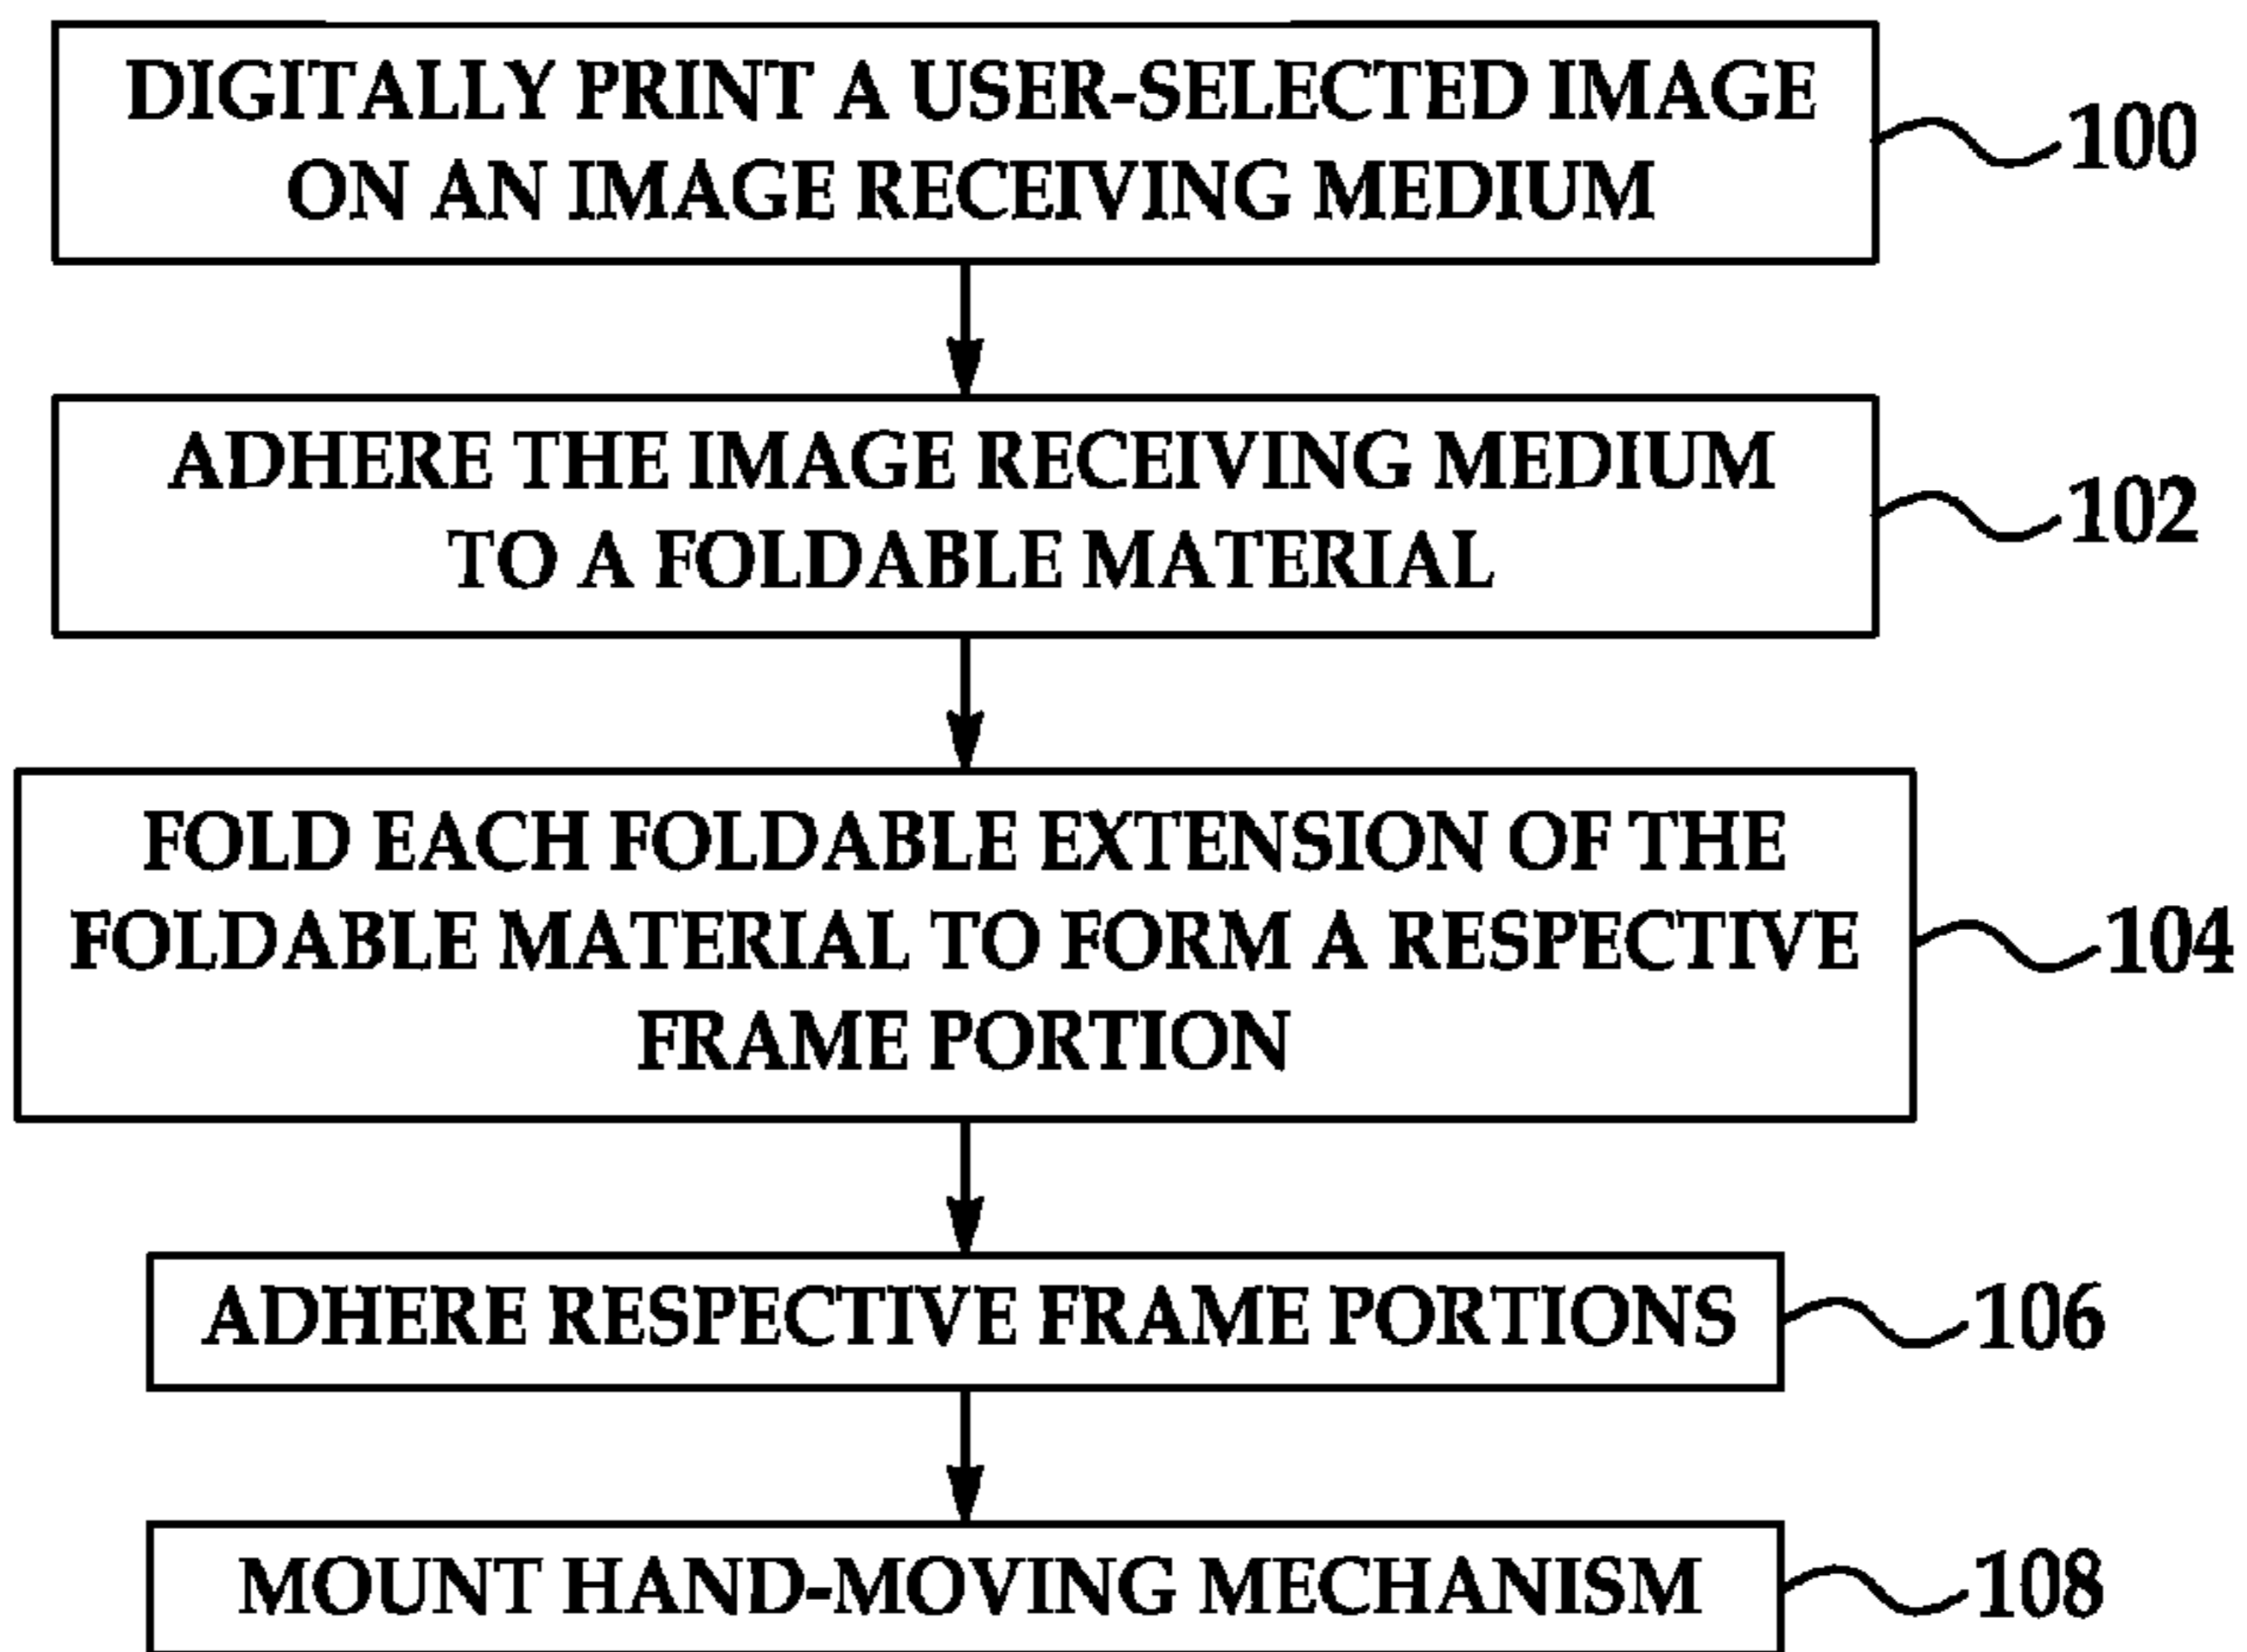 DIGITALLY PRINT A USER-SELECTED IMAGE
ON AN IMAGE RECEIVING MEDIUM
100
ADHERE THE IMAGE RECEIVING MEDIUM
TO A FOLDABLE MATERIAL
102
FOLD EACH FOLDABLE EXTENSION OF THE
FOLDABLE MATERIAL TO FORM A RESPECTIVE
FRAME PORTION
104
ADHERE RESPECTIVE FRAME PORTIONS
106
MOUNT HAND-MOVING MECHANISM
108